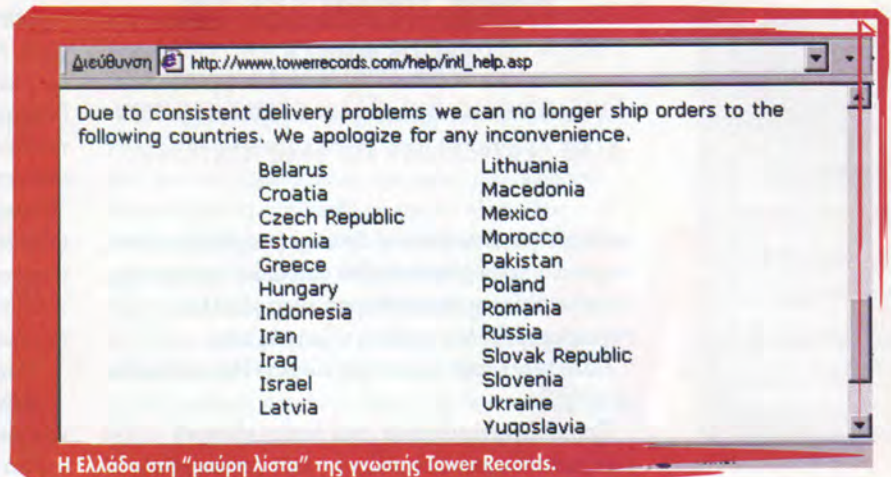 Διεύθυνση http://www.towerrecords.com/help/intl_help.asp
Due to consistent delivery problems we can no longer ship orders to the
following countries. We apologize for any inconvenience.
Belarus
Croatia
Czech Republic
Estonia
Greece
Hungary
Indonesia
Iran
Iraq
Israel
Latvia
Lithuania
Macedonia
Mexico
Morocco
Pakistan
Poland
Romania
Russia
Slovak Republic
Slovenia
Ukraine
Yugoslavia
Η Ελλάδα στη “μαύρη λίστα” της γνωστής Tower Records.